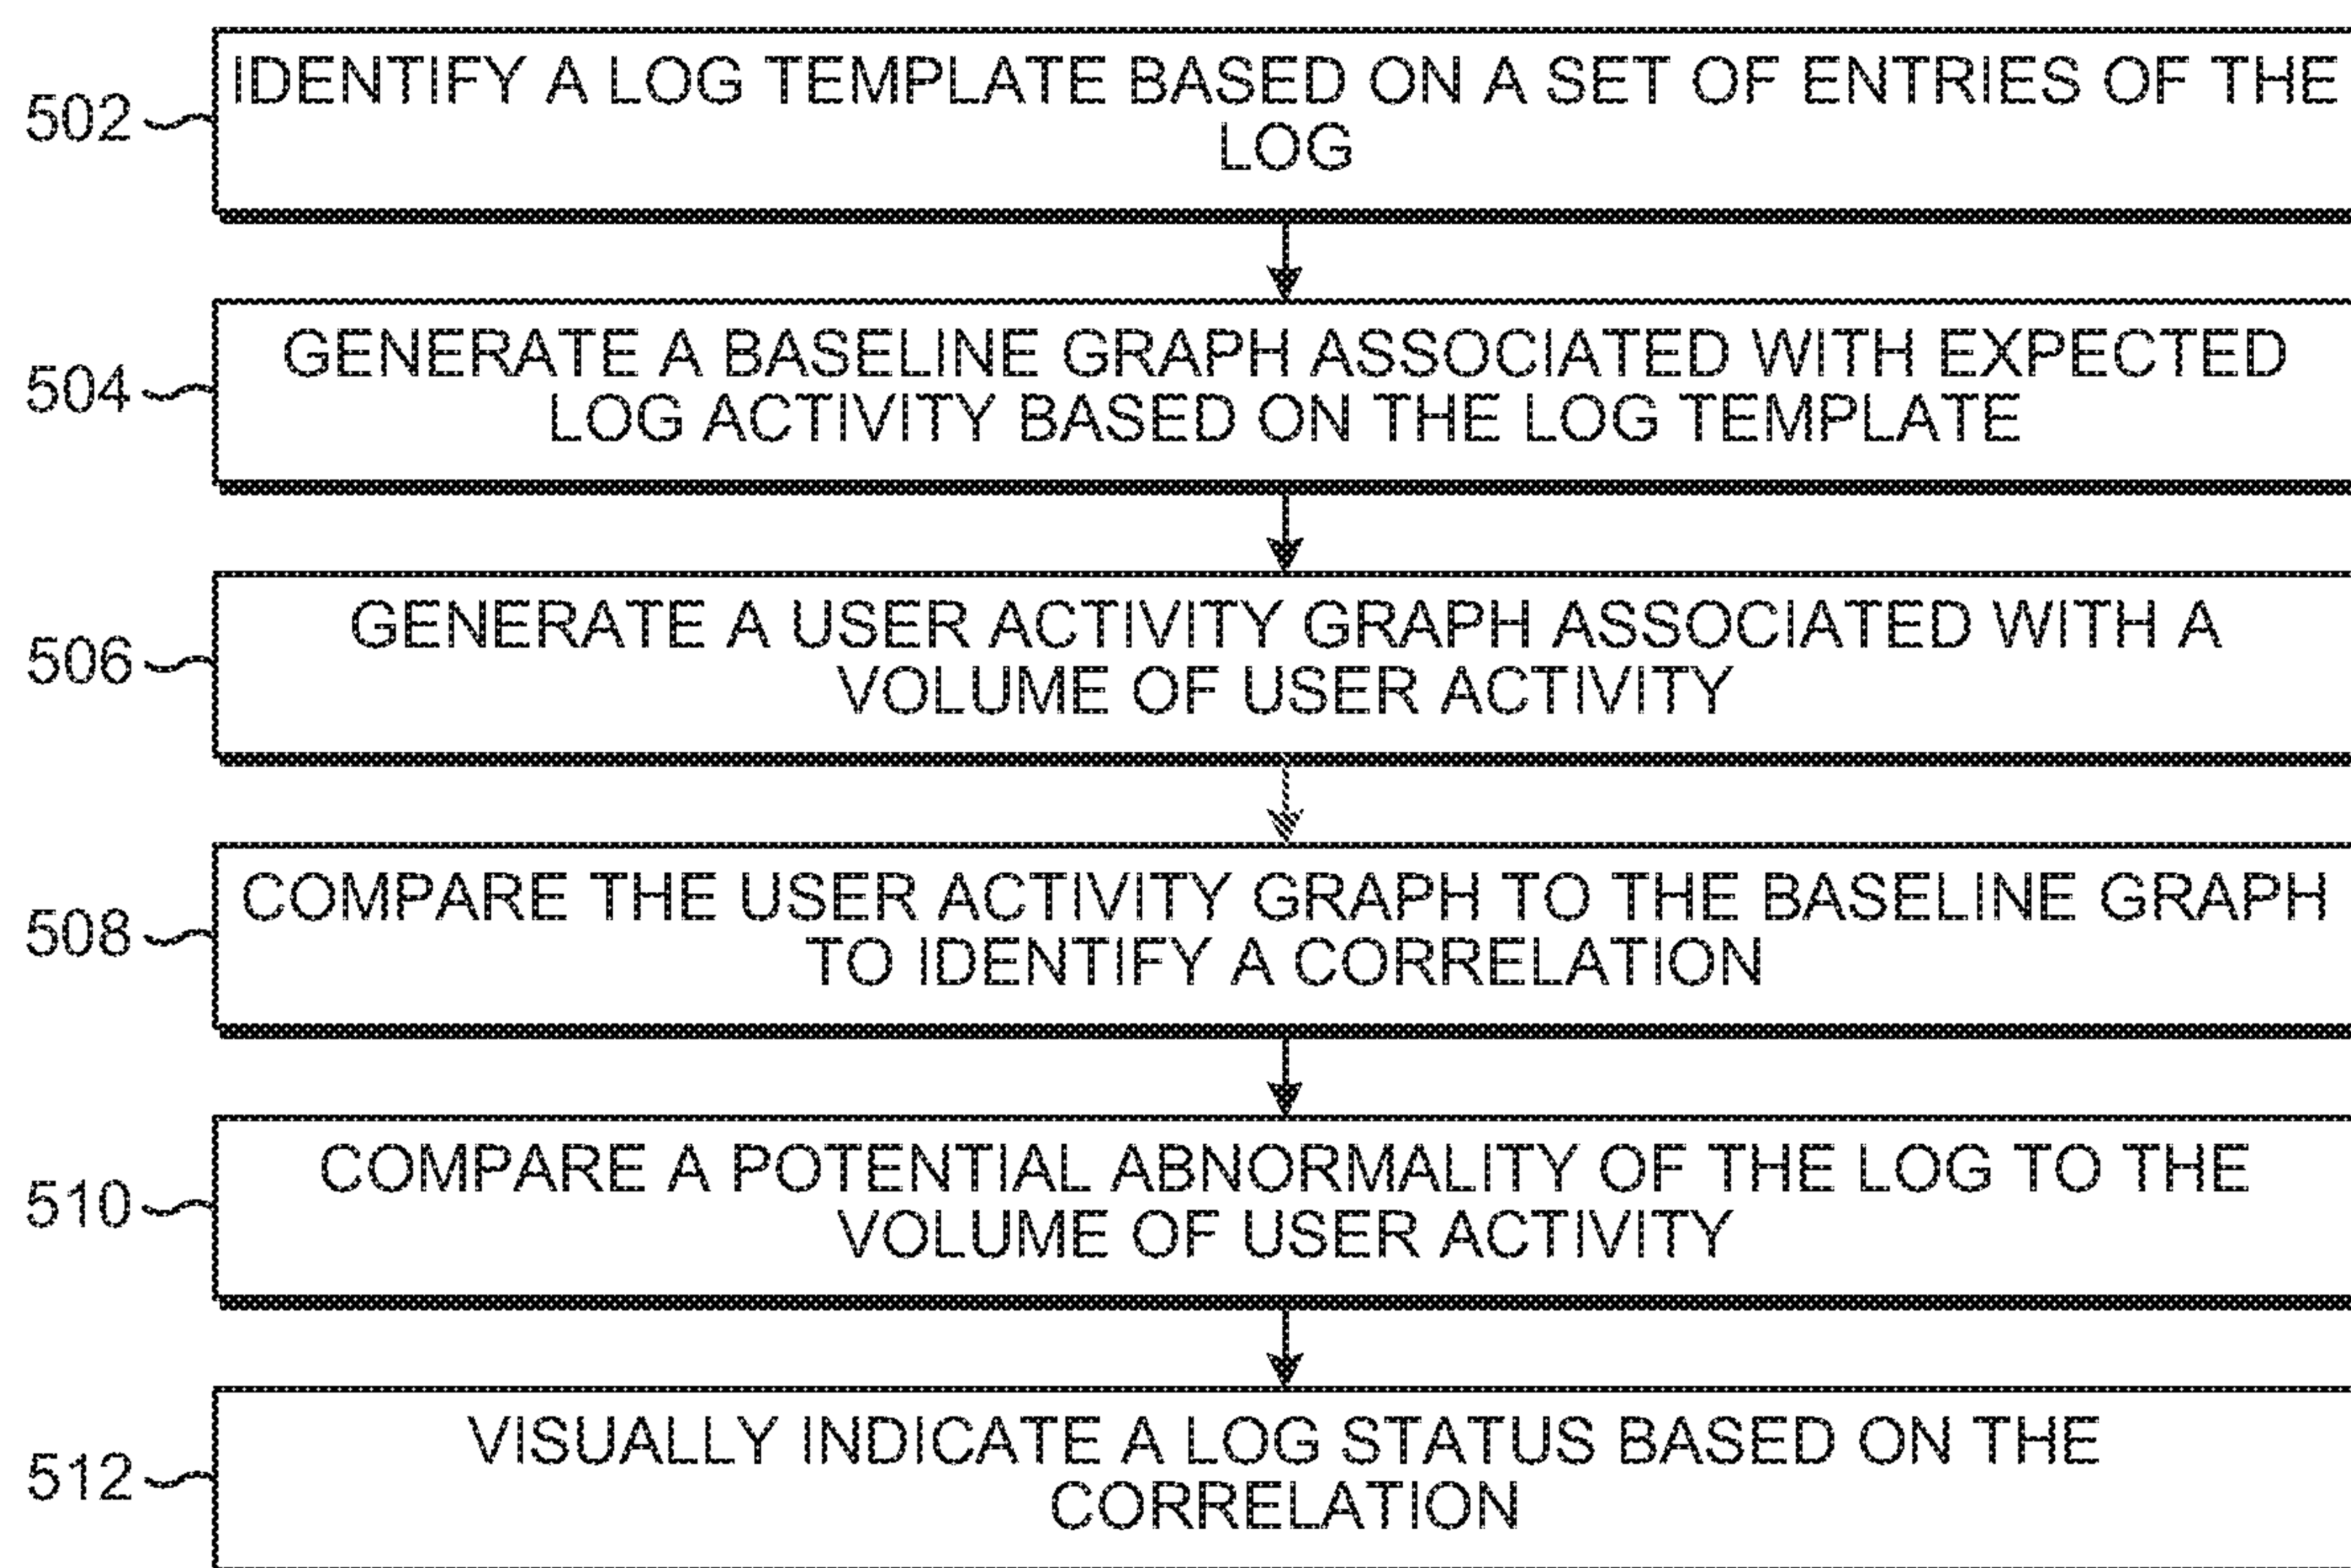 502
IDENTIFY A LOG TEMPLATE BASED ON A SET OF ENTRIES OF THE
LOG
504
GENERATE A BASELINE GRAPH ASSOCIATED WITH EXPECTED
LOG ACTIVITY BASED ON THE LOG TEMPLATE
506
GENERATE A USER ACTIVITY GRAPH ASSOCIATED WITH A
VOLUME OF USER ACTIVITY
508
COMPARE THE USER ACTIVITY GRAPH TO THE BASELINE GRAPH
TO IDENTIFY A CORRELATION
510
COMPARE A POTENTIAL ABNORMALITY OF THE LOG TO THE
VOLUME OF USER ACTIVITY
512
VISUALLY INDICATE A LOG STATUS BASED ON THE
CORRELATION